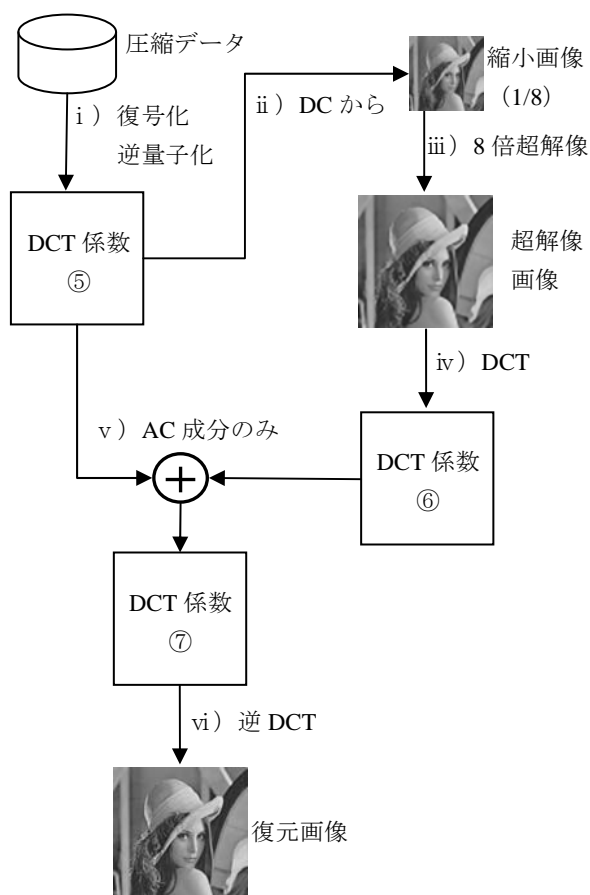 圧縮データ
ⅰ）復号化
逆量子化
ⅱ）DC から
縮小画像
（1/8）
ⅲ）8 倍超解像
DCT 係数
⑤
超解像
画像
ⅳ）DCT
ⅴ）AC 成分のみ
DCT 係数
⑥
DCT 係数
⑦
ⅵ）逆 DCT
復元画像